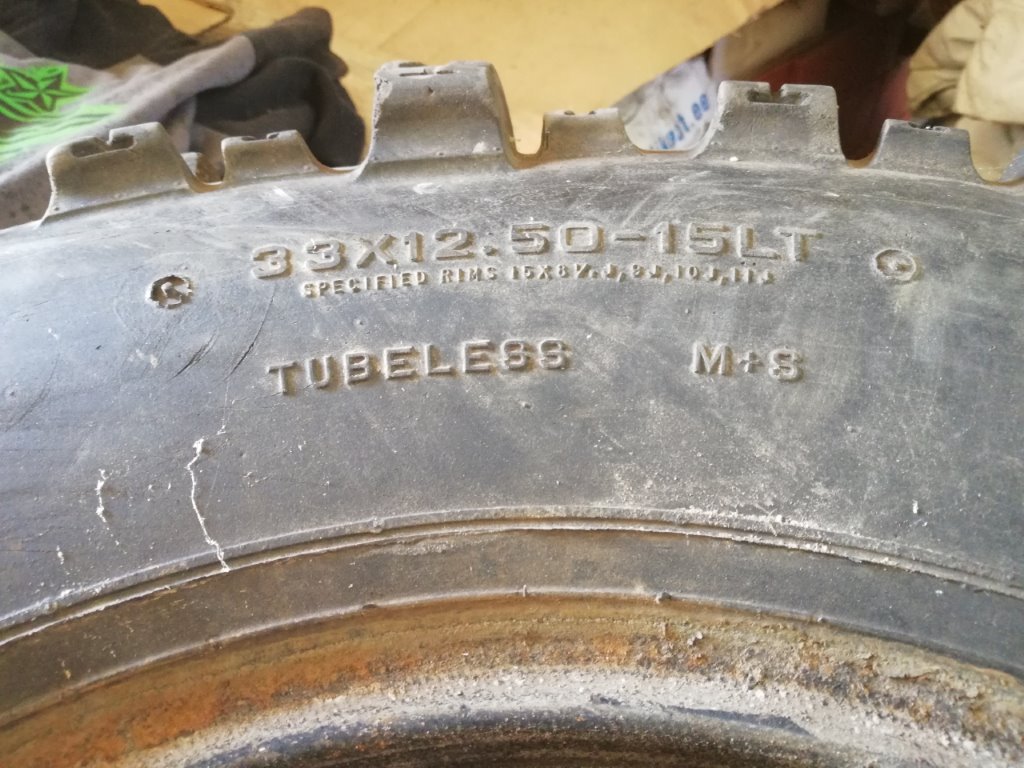 33X12.50-15LT
SPECIFIED RIMS 15X8½J,9J,10J,11J
TUBELESS M+S